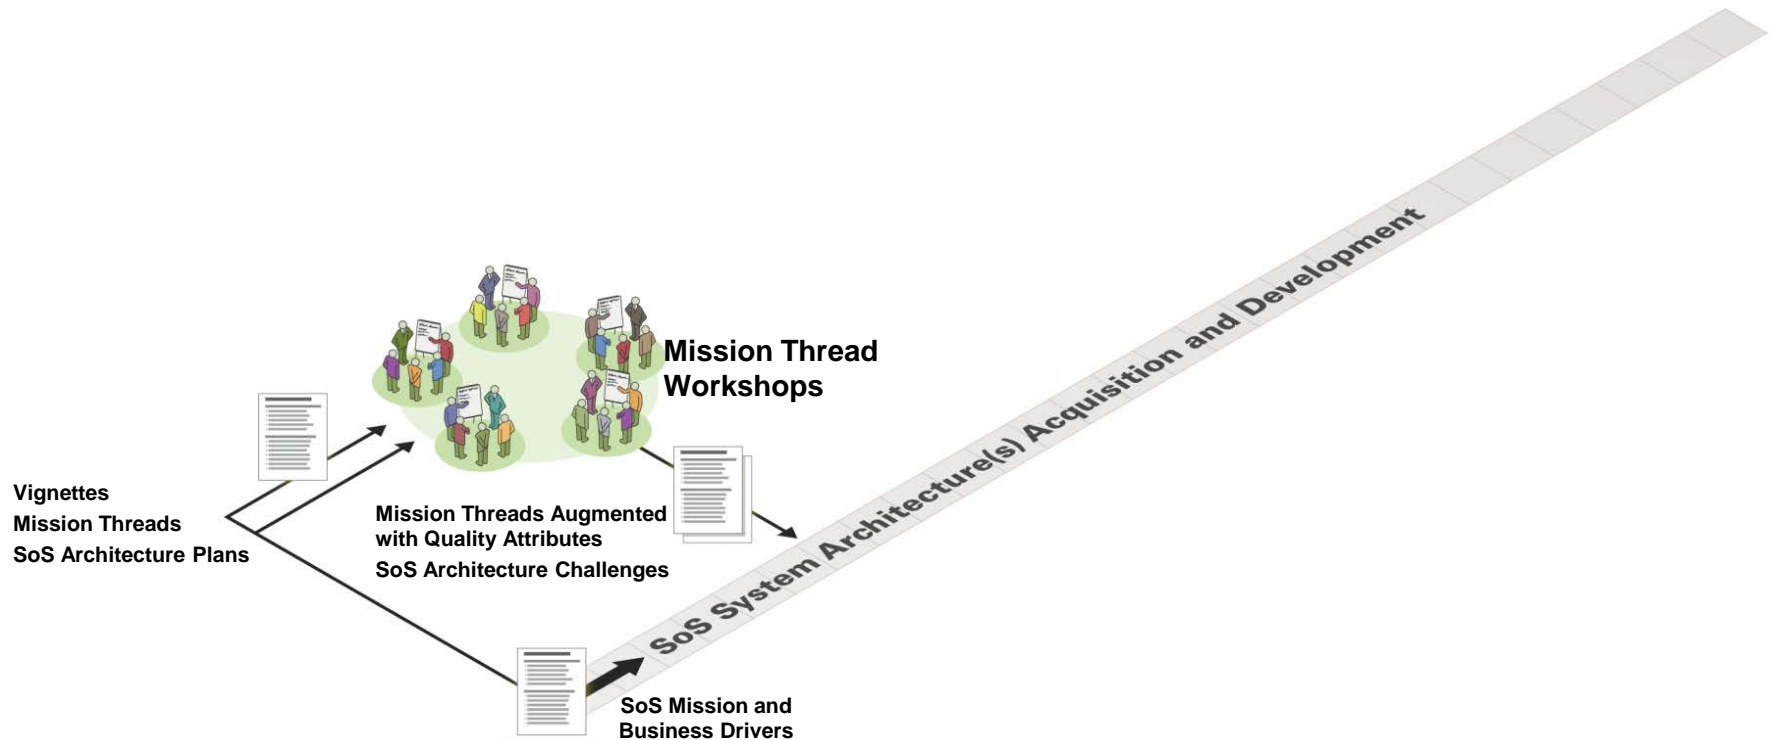 Mission Thread
Workshops
Vignettes
Mission Threads
SoS Architecture Plans
Mission Threads Augmented
with Quality Attributes
SoS Architecture Challenges
SoS System Architecture(s) Acquisition and Development
SoS Mission and
Business Drivers